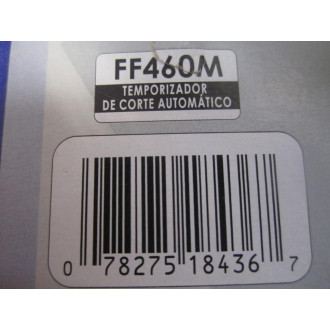 FF460M
TEMPORIZADOR
DE CORTE AUTOMÁTICO
0 78275 18436 7